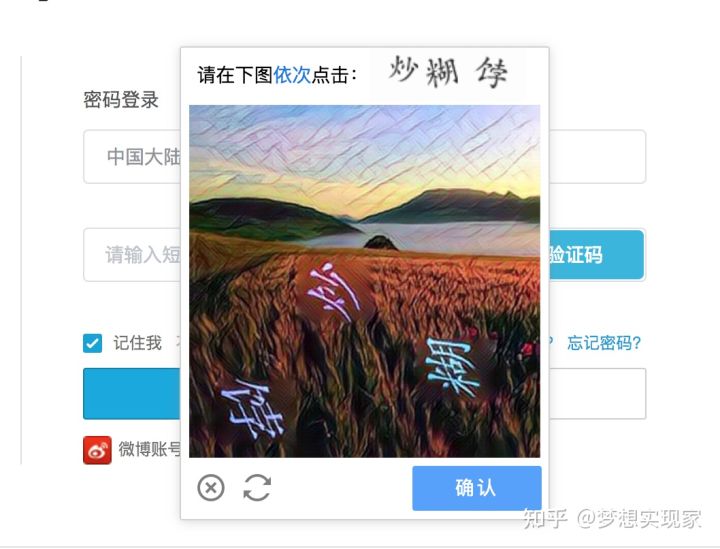 请在下图依次点击：炒 糊 饽
密码登录
中国大陆
请输入短
验证码
炒
糊
饽
记住我
? 忘记密码?
微博账号
确认
知乎 @梦想实现家